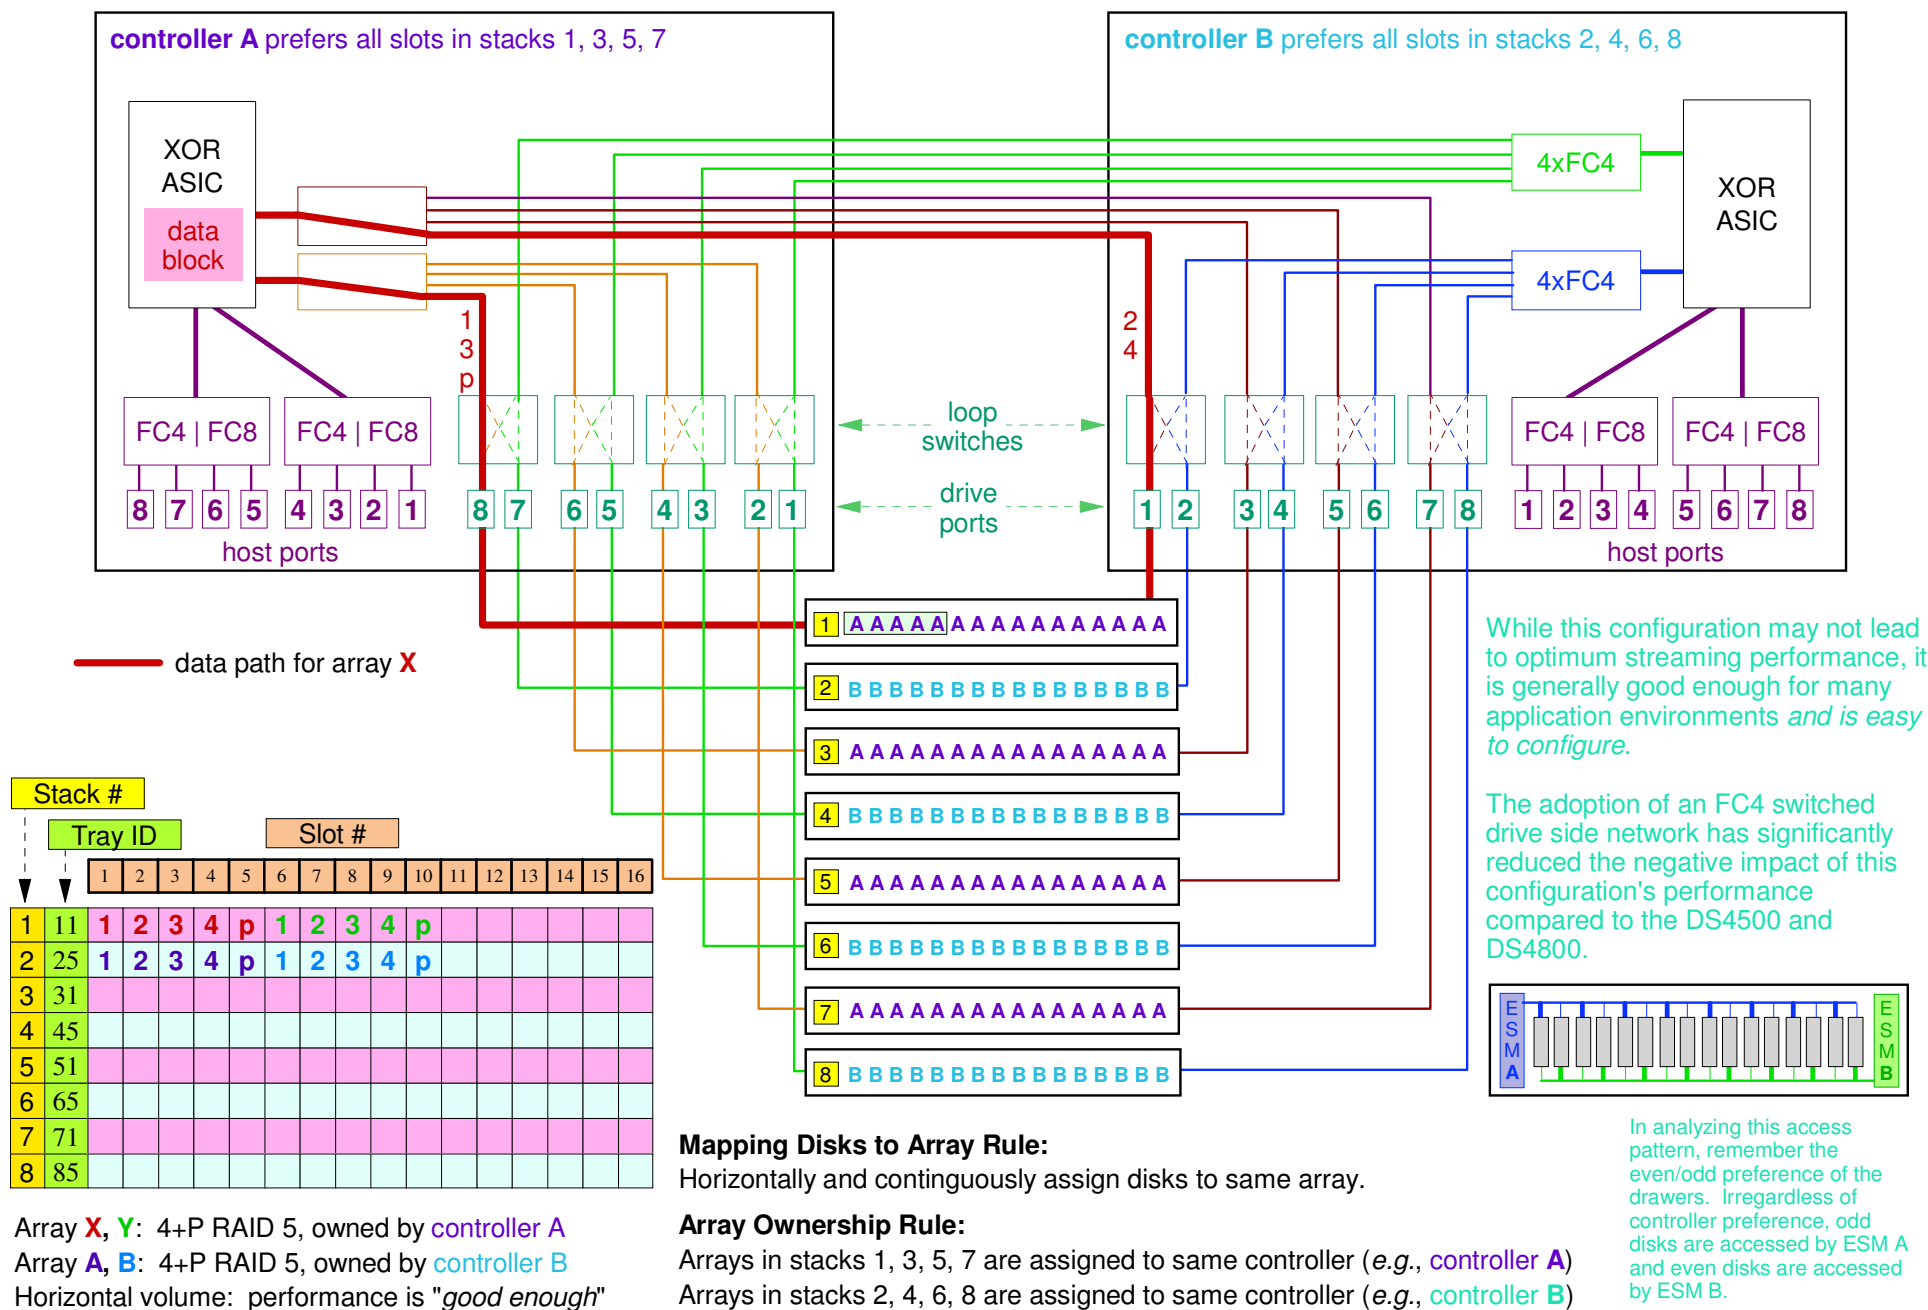 controller A prefers all slots in stacks 1, 3, 5, 7
controller B prefers all slots in stacks 2, 4, 6, 8
XOR
ASIC
data
block
4xFC4
4xFC4
XOR
ASIC
1
3
p
2
4
FC4 | FC8
FC4 | FC8
loop
switches
FC4 | FC8
FC4 | FC8
8 7 6 5 4 3 2 1
8 7 6 5 4 3 2 1
drive
ports
1 2 3 4 5 6 7 8
1 2 3 4 5 6 7 8
host ports
host ports
1 A A A A A A A A A A A A A A A A
2 B B B B B B B B B B B B B B B B
3 A A A A A A A A A A A A A A A A
4 B B B B B B B B B B B B B B B B
5 A A A A A A A A A A A A A A A A
6 B B B B B B B B B B B B B B B B
7 A A A A A A A A A A A A A A A A
8 B B B B B B B B B B B B B B B B
data path for array X
While this configuration may not lead
to optimum streaming performance, it
is generally good enough for many
application environments and is easy
to configure.
The adoption of an FC4 switched
drive side network has significantly
reduced the negative impact of this
configuration's performance
compared to the DS4500 and
DS4800.
Stack #
Tray ID
Slot #
1 2 3 4 5 6 7 8 9 10 11 12 13 14 15 16
1 11 1 2 3 4 p 1 2 3 4 p
2 25 1 2 3 4 p 1 2 3 4 p
3 31
4 45
5 51
6 65
7 71
8 85
E
S
M
A
E
S
M
B
In analyzing this access
pattern, remember the
even/odd preference of the
drawers. Irregardless of
controller preference, odd
disks are accessed by ESM A
and even disks are accessed
by ESM B.
Mapping Disks to Array Rule:
Horizontally and continguously assign disks to same array.
Array Ownership Rule:
Arrays in stacks 1, 3, 5, 7 are assigned to same controller (e.g., controller A)
Arrays in stacks 2, 4, 6, 8 are assigned to same controller (e.g., controller B)
Array X, Y: 4+P RAID 5, owned by controller A
Array A, B: 4+P RAID 5, owned by controller B
Horizontal volume: performance is "good enough"